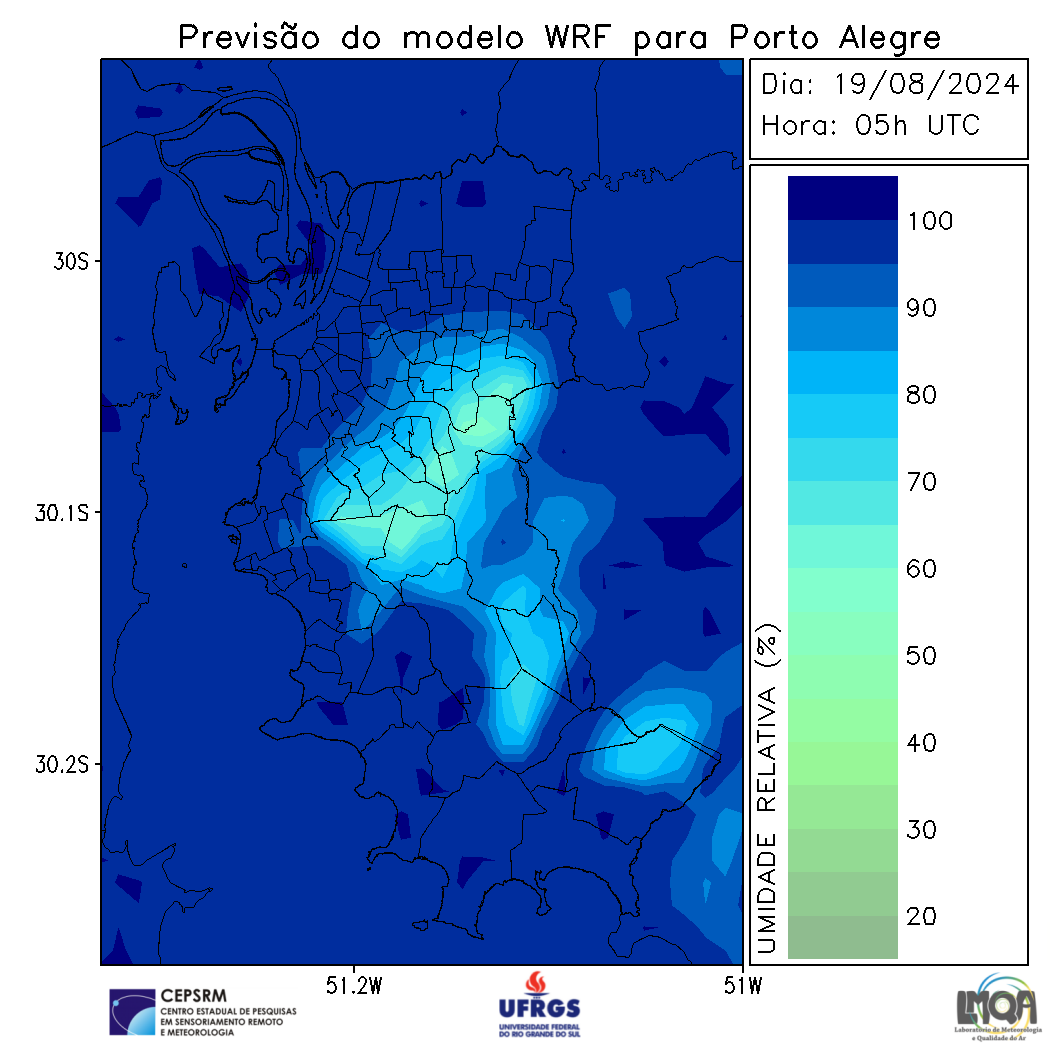 Previsão do modelo WRF para Porto Alegre
Dia: 19/08/2024
Hora: 05h UTC
30S
30.1S
30.2S
51.2W
51W
100
90
80
70
60
50
40
30
20
UMIDADE RELATIVA (%)
CEPSRM
CENTRO ESTADUAL DE PESQUISAS
EM SENSORIAMENTO REMOTO
E METEOROLOGIA
UFRGS
UNIVERSIDADE FEDERAL
DO RIO GRANDE DO SUL
LMQA
Laboratório de Meteorologia
e Qualidade do Ar